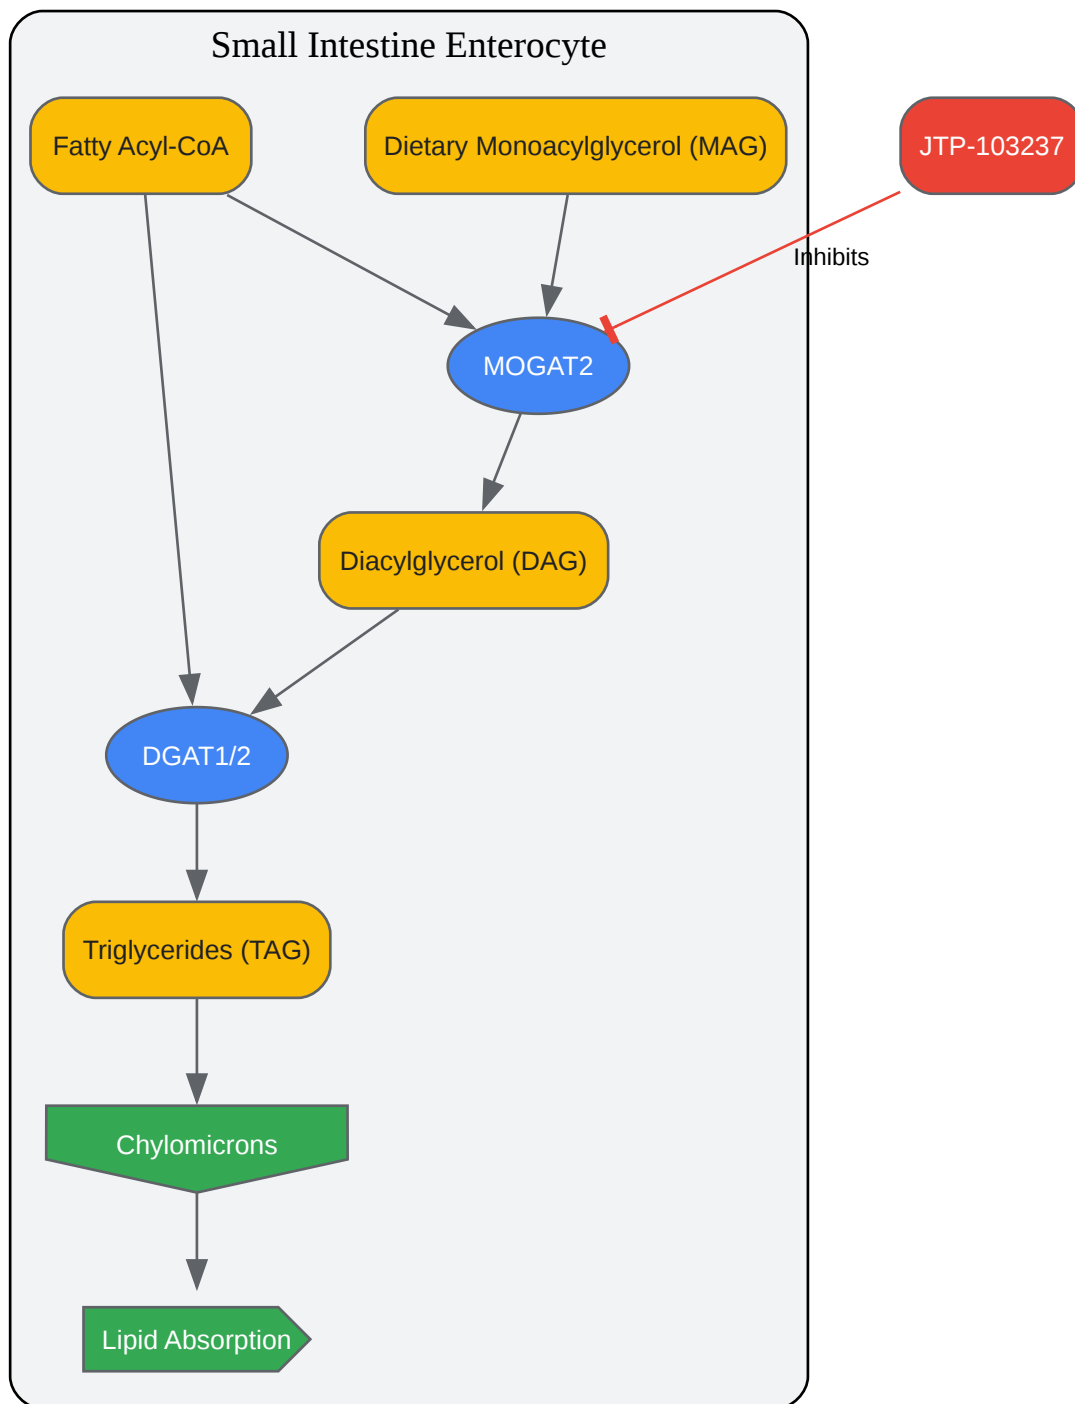 Small Intestine Enterocyte
Fatty Acyl-CoA
Dietary Monoacylglycerol (MAG)
JTP-103237
Inhibits
MOGAT2
Diacylglycerol (DAG)
DGAT1/2
Triglycerides (TAG)
Chylomicrons
Lipid Absorption